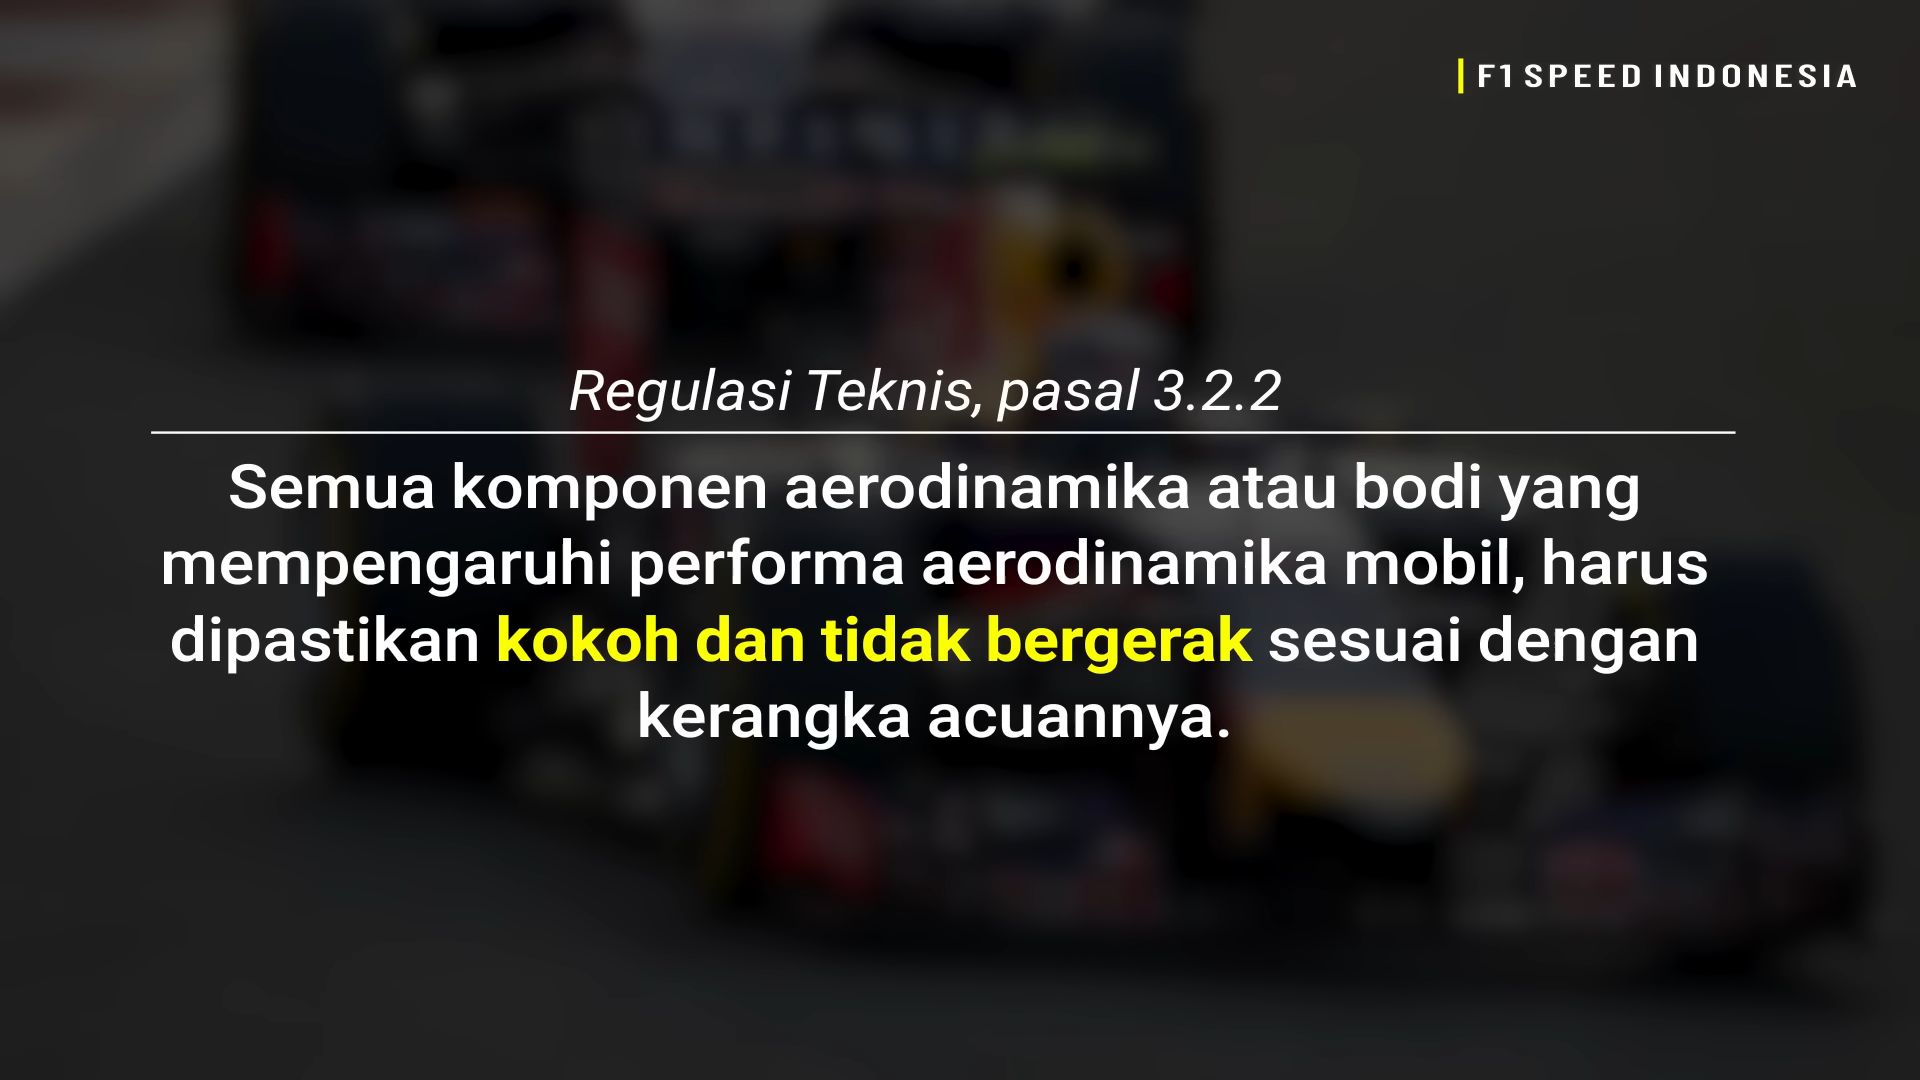 F1 SPEED INDONESIA
Regulasi Teknis, pasal 3.2.2
Semua komponen aerodinamika atau bodi yang
mempengaruhi performa aerodinamika mobil, harus
dipastikan kokoh dan tidak bergerak sesuai dengan
kerangka acuannya.